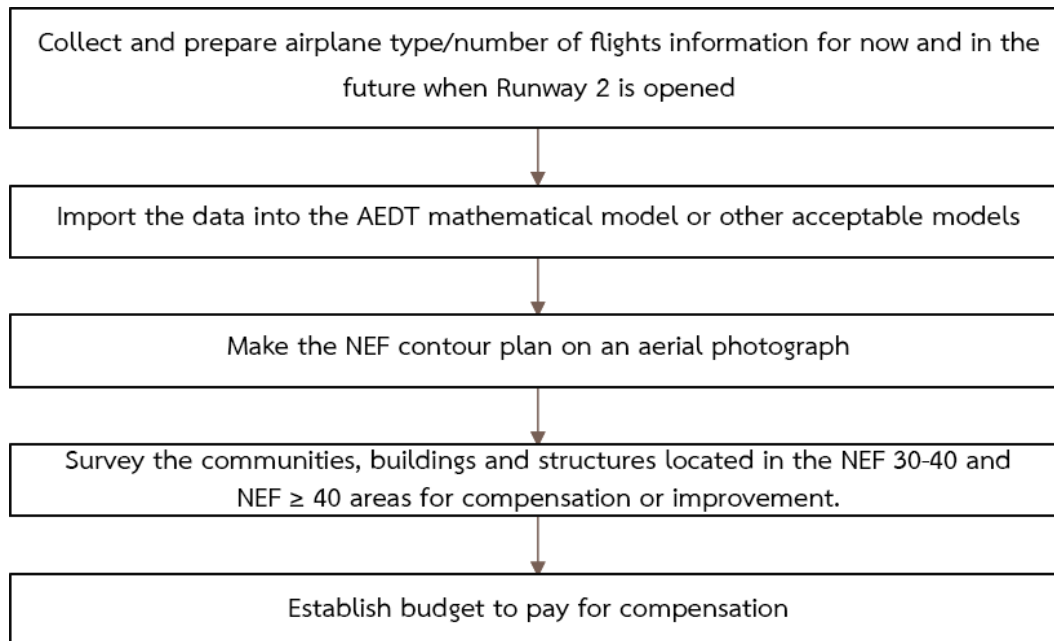 Collect and prepare airplane type/number of flights information for now and in the
future when Runway 2 is opened
Import the data into the AEDT mathematical model or other acceptable models
Make the NEF contour plan on an aerial photograph
Survey the communities, buildings and structures located in the NEF 30-40 and
NEF ≥ 40 areas for compensation or improvement.
Establish budget to pay for compensation